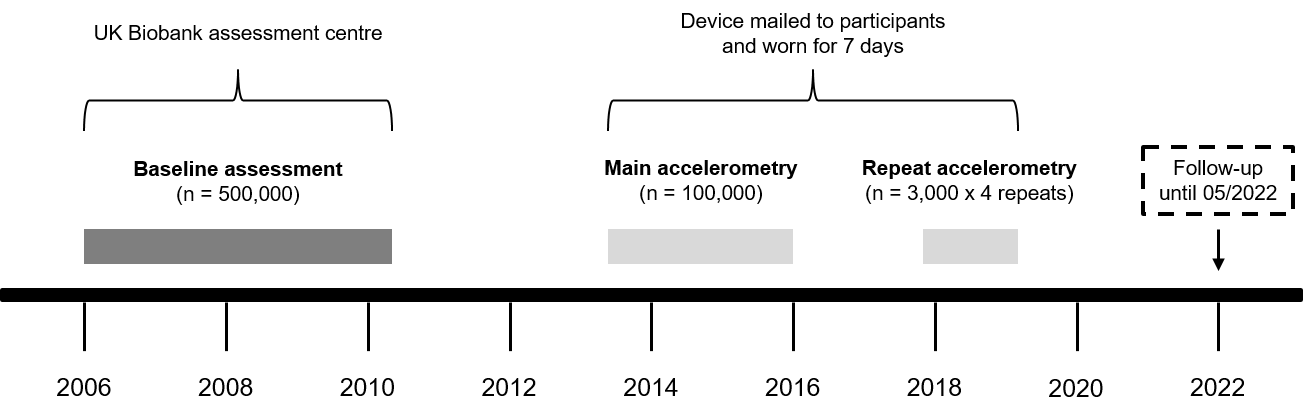 UK Biobank assessment centre
Device mailed to participants
and worn for 7 days
Baseline assessment
(n = 500,000)
Main accelerometry
(n = 100,000)
Repeat accelerometry
(n = 3,000 x 4 repeats)
Follow-up
until 05/2022
2006
2008
2010
2012
2014
2016
2018
2020
2022